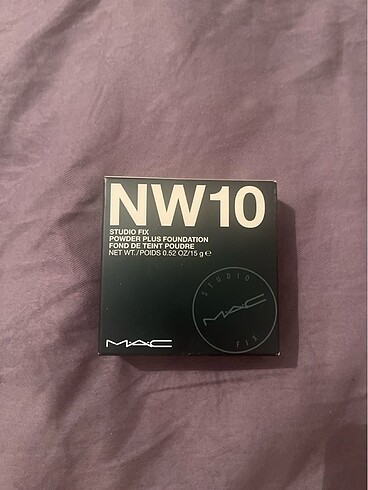 NW10
STUDIO FIX
POWDER PLUS FOUNDATION
FOND DE TEINT POUDRE
NET WT./POIDS 0.52 OZ/15 g ℮
STUDIO
MAC
FIX
MAC